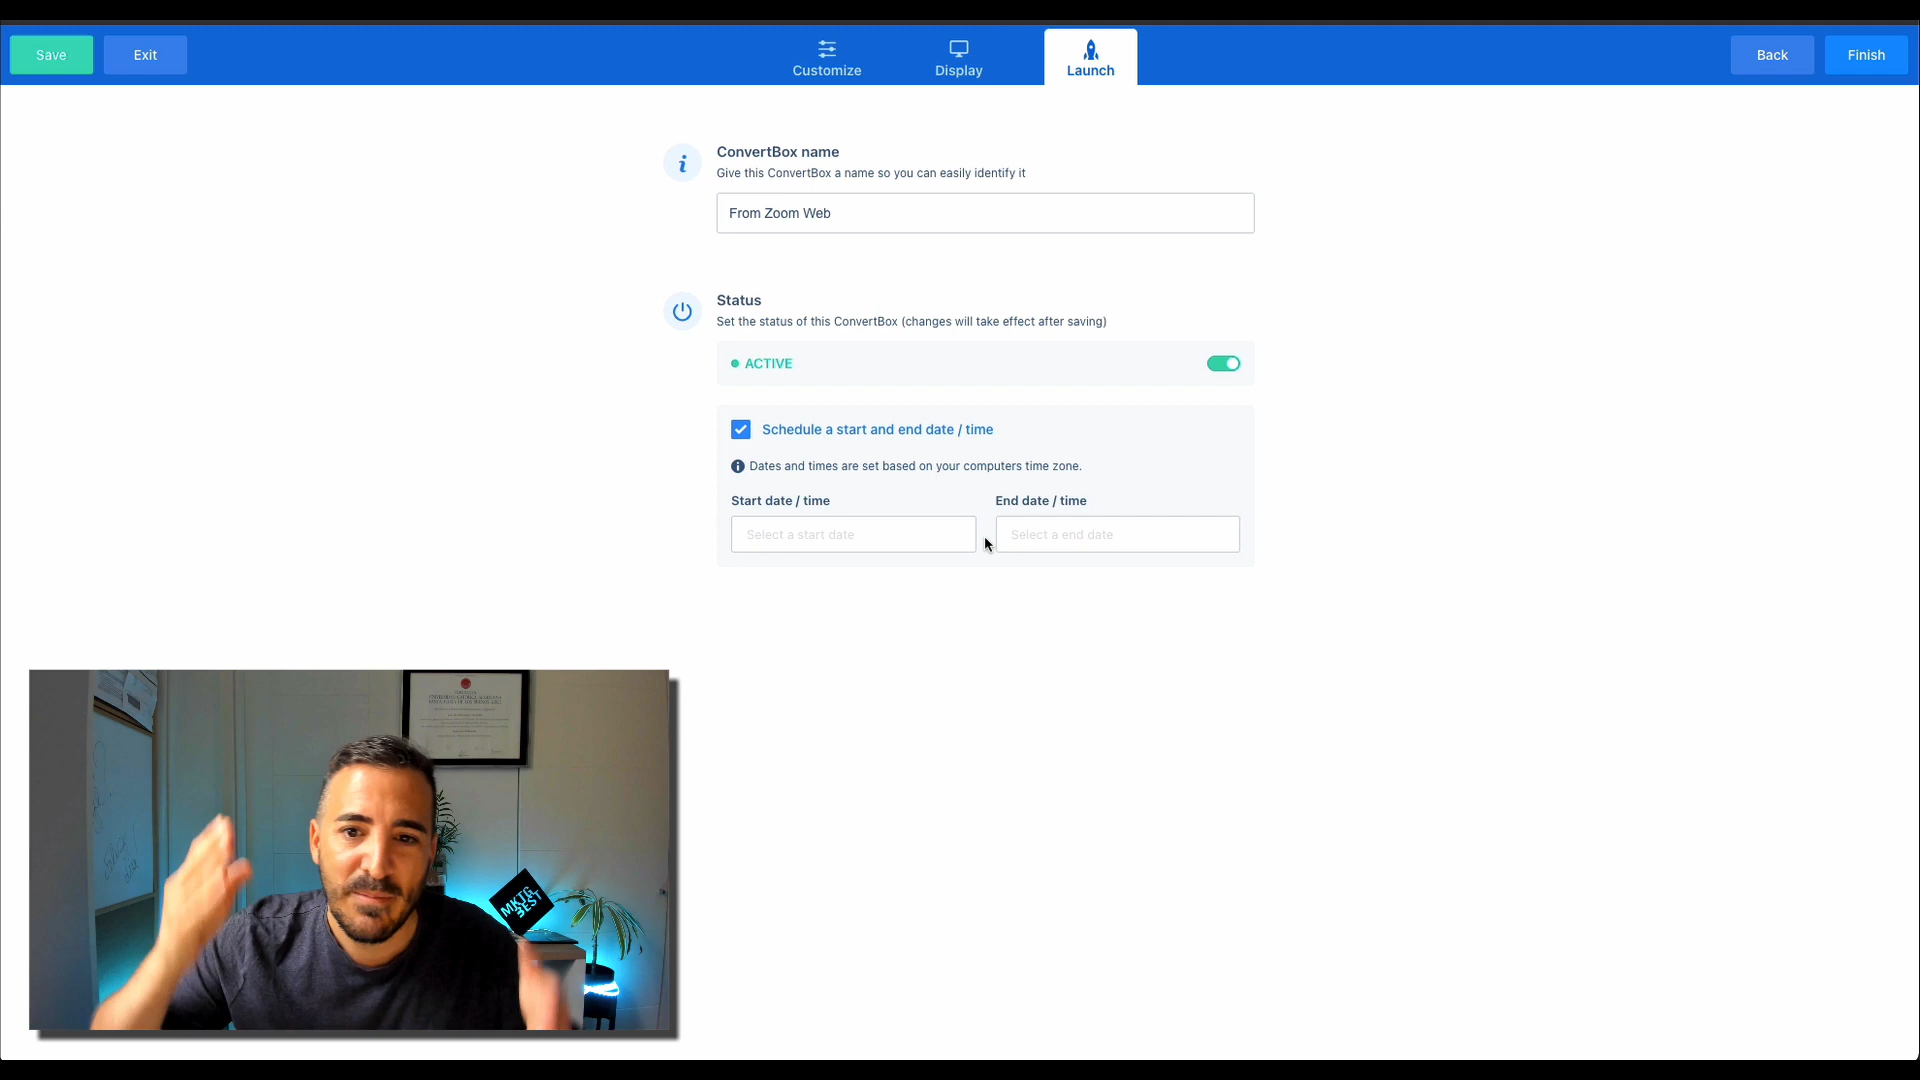 Save
Exit
Customize
Display
Launch
Back
Finish
ConvertBox name
Give this ConvertBox a name so you can easily identify it
From Zoom Web
Status
Set the status of this ConvertBox (changes will take effect after saving)
ACTIVE
Schedule a start and end date / time
Dates and times are set based on your computers time zone.
Start date / time
End date / time
Select a start date
Select a end date
MKTG
BEST